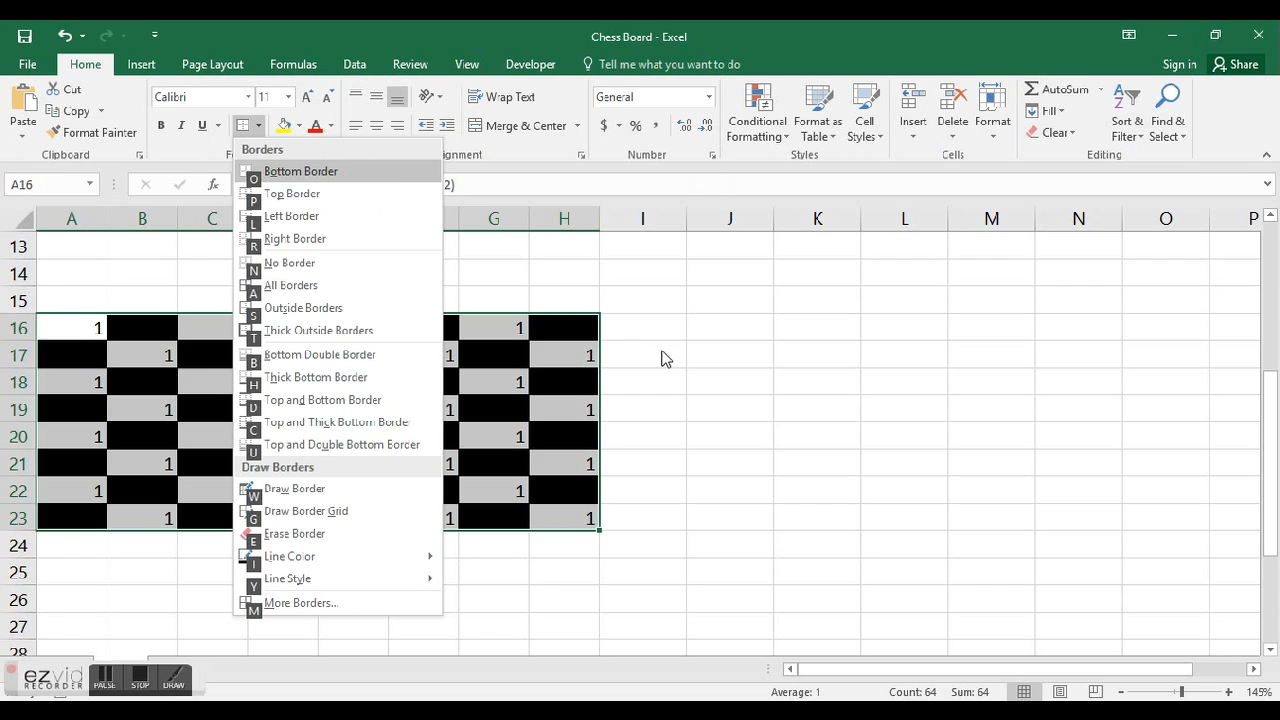 Chess Board - Excel
File Home Insert Page Layout Formulas Data Review View Developer Tell me what you want to do Sign in Share
Cut
Copy
Format Painter
Paste
Clipboard
Calibri 11
B I U
Wrap Text
Merge & Center
General
$ % ,
Number
Conditional Formatting
Format as Table
Cell Styles
Styles
Insert Delete Format
Cells
AutoSum
Fill
Clear
Sort & Filter
Find & Select
Editing
A16
fx
2)
A B C G H I J K L M N O P
Borders
O Bottom Border
P Top Border
L Left Border
R Right Border
N No Border
A All Borders
S Outside Borders
T Thick Outside Borders
B Bottom Double Border
H Thick Bottom Border
D Top and Bottom Border
C Top and Thick Bottom Border
U Top and Double Bottom Border
Draw Borders
W Draw Border
G Draw Border Grid
E Erase Border
I Line Color
Y Line Style
M More Borders...
13
14
15
16 1 1
17 1 1 1
18 1 1
19 1 1 1
20 1 1
21 1 1 1
22 1 1
23 1 1 1
24
25
26
27
28
ezvid
RECORDER
PAUSE STOP DRAW
Average: 1 Count: 64 Sum: 64 145%